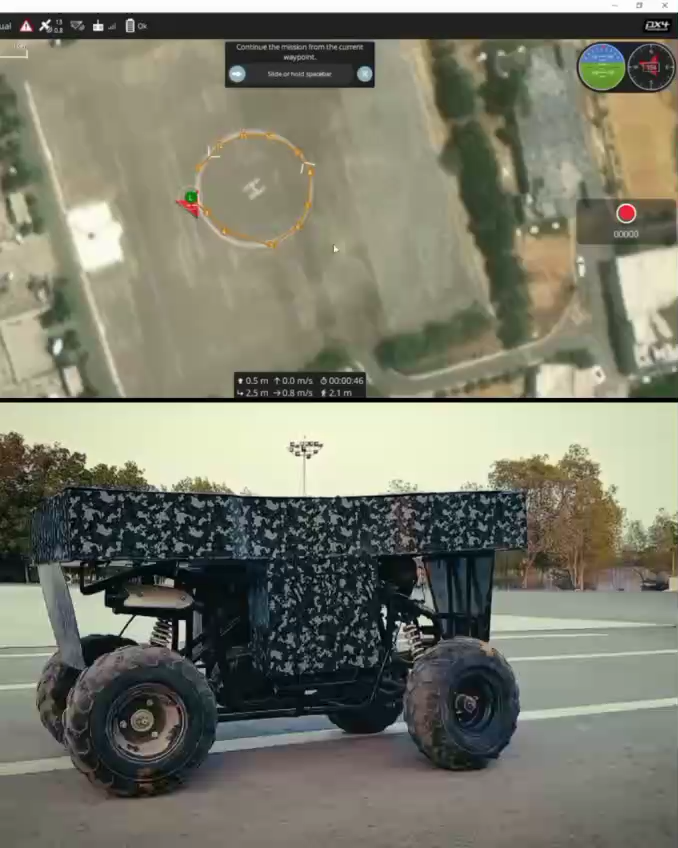 ual
13
0.8
0k
PX4
Continue the mission from the current
waypoint.
Slide or hold spacebar
00000
0.5 m 0.0 m/s 00:00:46
2.5 m 0.8 m/s 2.1 m
L